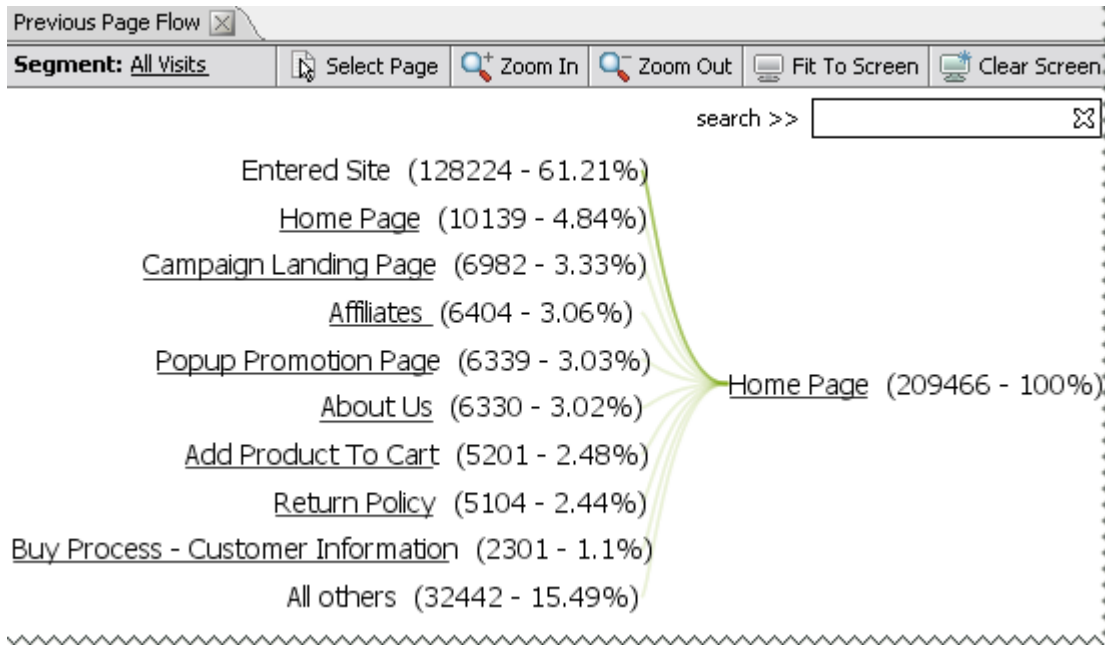 Previous Page Flow
Segment: All Visits Select Page Zoom In Zoom Out Fit To Screen Clear Screen
search >>
Entered Site (128224 - 61.21%)
Home Page (10139 - 4.84%)
Campaign Landing Page (6982 - 3.33%)
Affiliates (6404 - 3.06%)
Popup Promotion Page (6339 - 3.03%)
Home Page (209466 - 100%)
About Us (6330 - 3.02%)
Add Product To Cart (5201 - 2.48%)
Return Policy (5104 - 2.44%)
Buy Process - Customer Information (2301 - 1.1%)
All others (32442 - 15.49%)